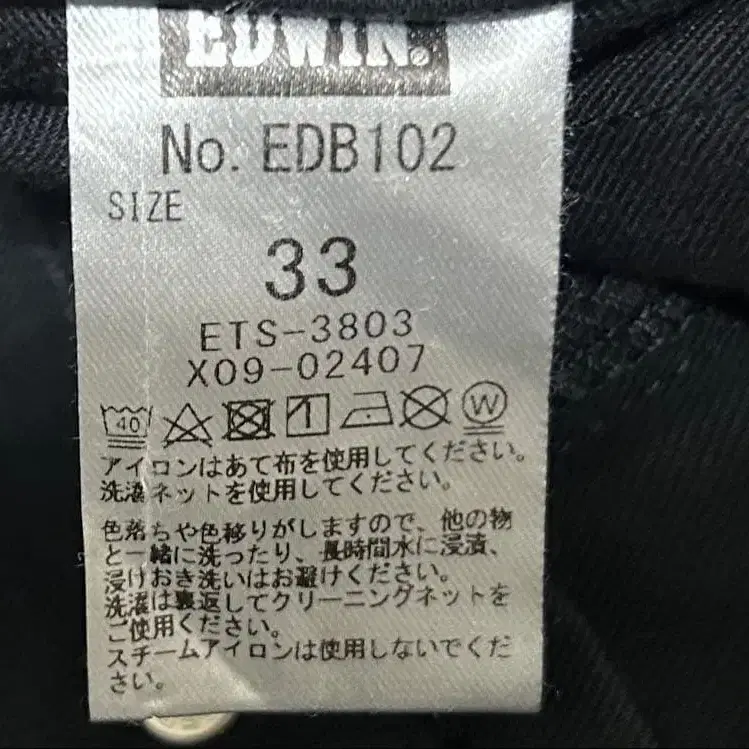 EDWIN.
No. EDB102
SIZE
33
ETS-3803
X09-02407
40
W
アイロンはあて布を使用してください。
洗濯ネットを使用してください。
色落ちや色移りがしますので、他の物
と一緒に洗ったり、長時間水に浸漬、
浸けおき洗いはお避けください。
洗濯は裏返してクリーニングネットを
ご使用ください。
スチームアイロンは使用しないでくだ
さい。